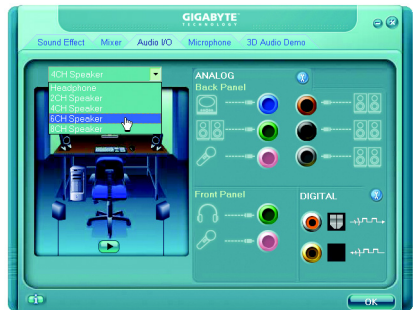 GIGABYTE
TECHNOLOGY
Sound Effect Mixer Audio I/O Microphone 3D Audio Demo
4CH Speaker
Headphone
2CH Speaker
4CH Speaker
6CH Speaker
8CH Speaker
ANALOG
Back Panel
Front Panel
DIGITAL
OK